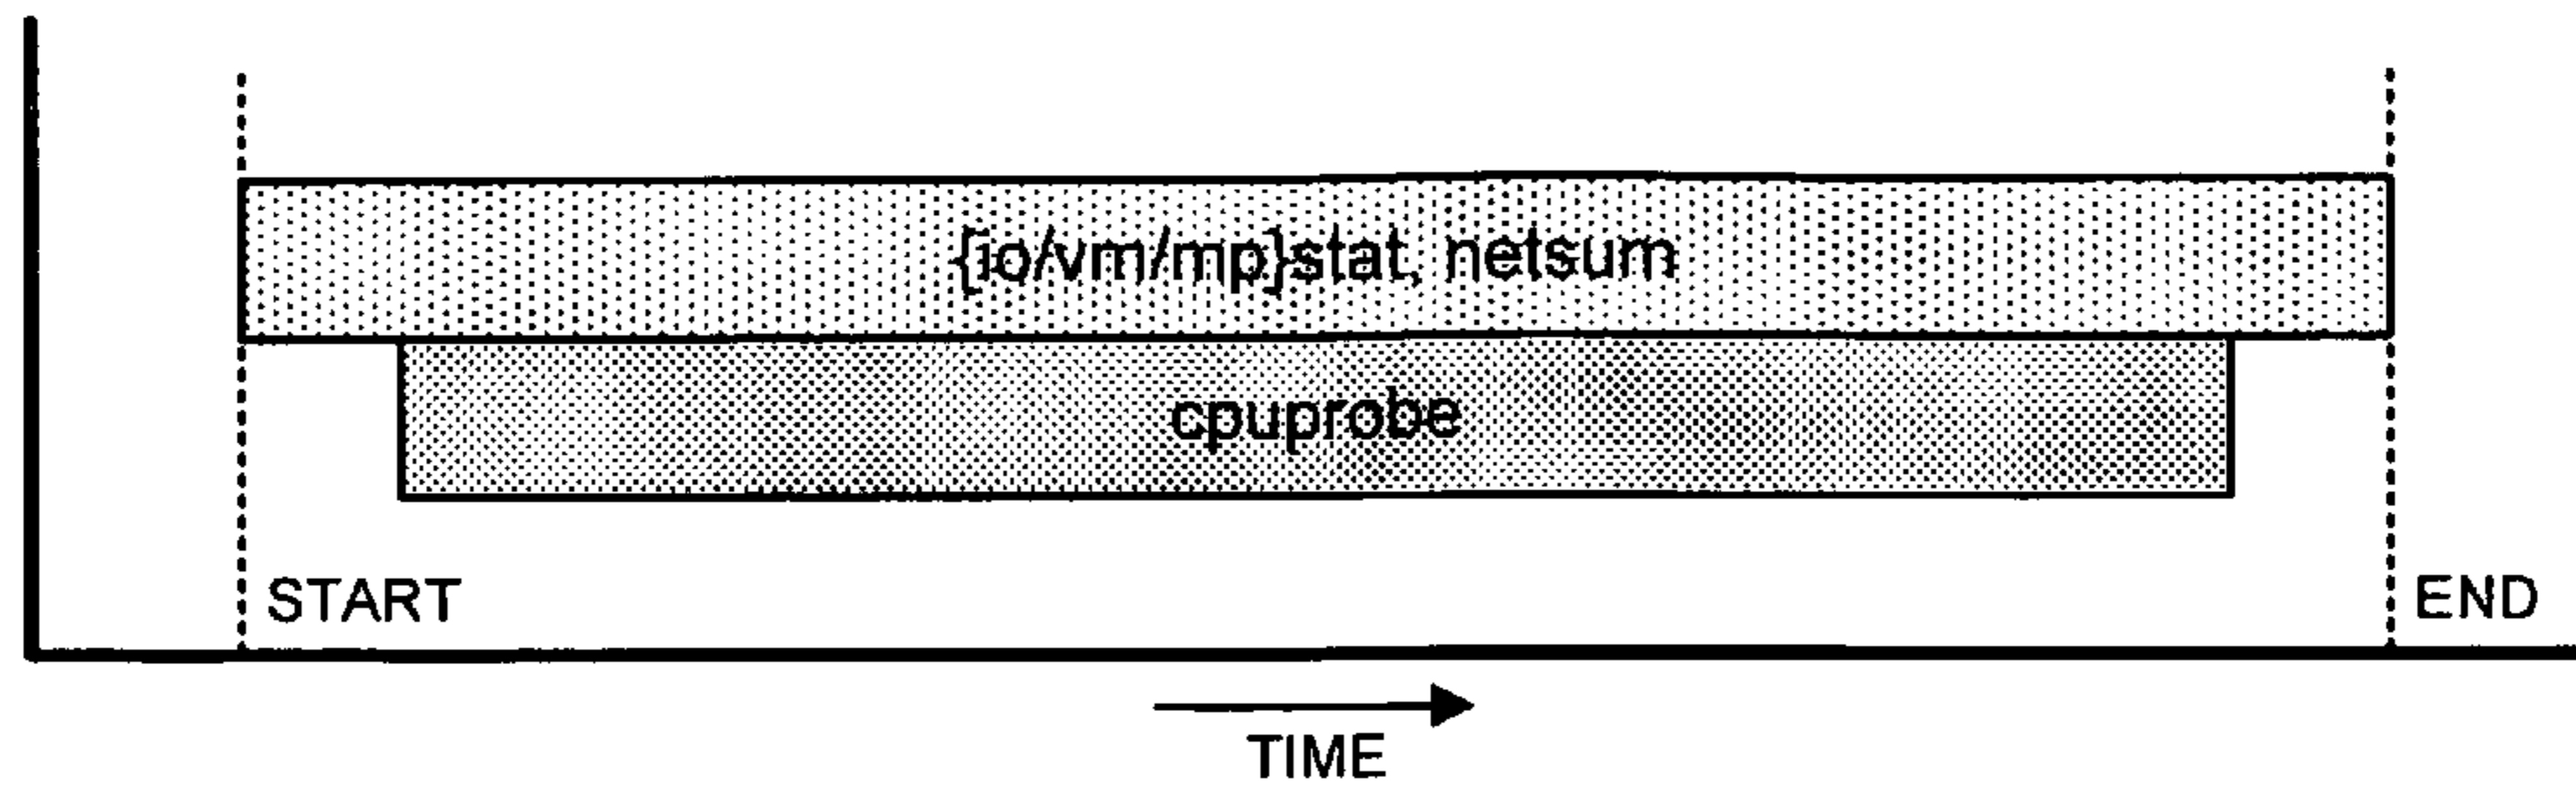 {io/vm/mp}stat, netsum
cpuprobe
START
END
TIME